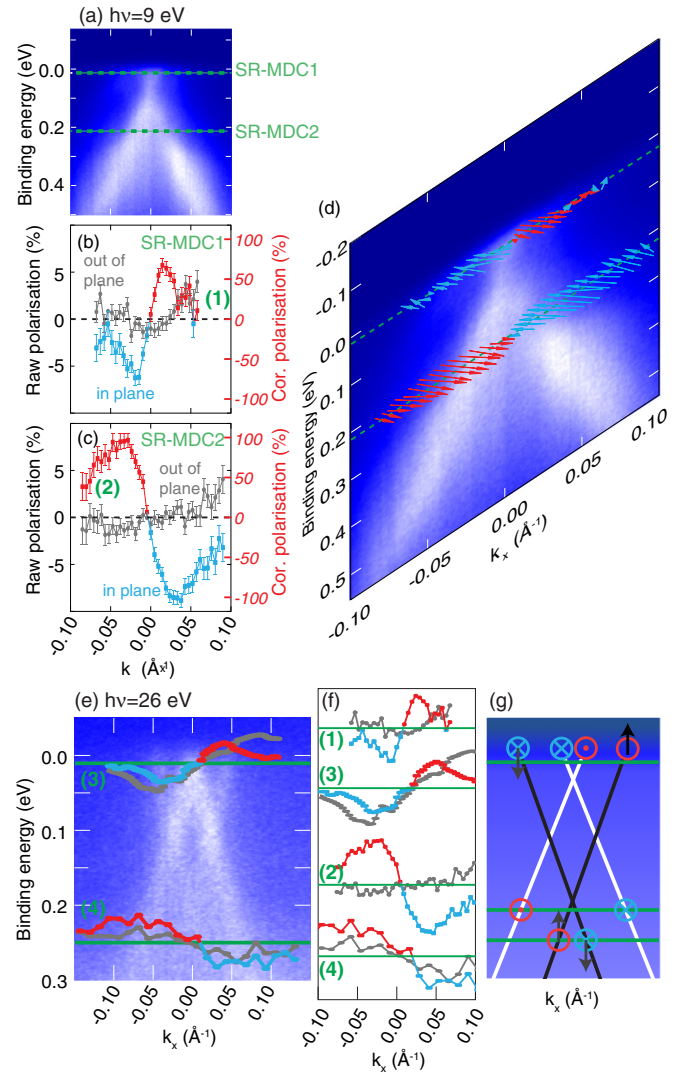 (a) hν=9 eV
Binding energy (eV)
0.0
0.2
0.4
SR-MDC1
SR-MDC2
(b)
SR-MDC1
out of
plane
(1)
in plane
Raw polarisation (%)
5
0
-5
100
50
0
-50
-100
Cor. polarisation (%)
(c)
SR-MDC2
(2)
out of
plane
in plane
Raw polarisation (%)
5
0
-5
100
50
0
-50
-100
Cor. polarisation (%)
-0.10
-0.05
0.00
0.05
0.10
k (Åx-1)
(d)
-0.2
-0.1
0.0
0.1
0.2
0.3
0.4
0.5
Binding energy (eV)
-0.10
-0.05
0.00
0.05
0.10
kx (Å-1)
(e) hν=26 eV
Binding energy (eV)
0.0
0.1
0.2
0.3
(3)
(4)
-0.10
-0.05
0.00
0.05
0.10
kx (Å-1)
(f)
(1)
(3)
(2)
(4)
-0.10
-0.05
0.00
0.05
0.10
kx (Å-1)
(g)
kx (Å-1)